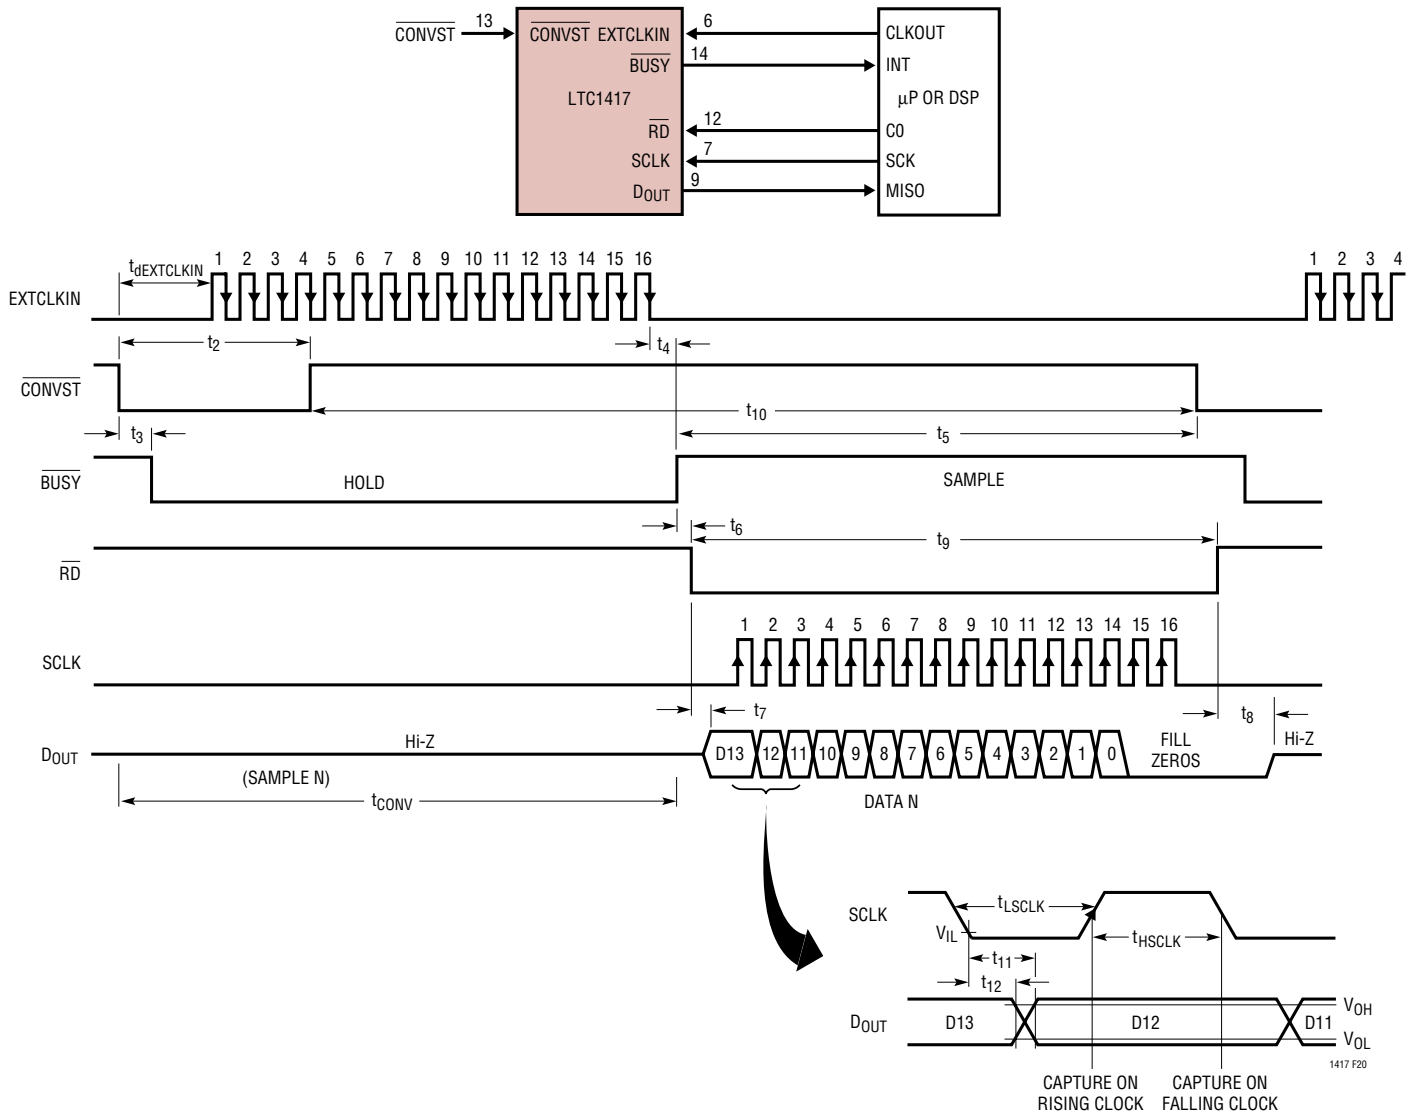 CONVST 13 CONVST EXTCLKIN 6 CLKOUT
BUSY 14 INT
LTC1417 µP OR DSP
RD 12 C0
SCLK 7 SCK
DOUT 9 MISO
tdEXTCLKIN 1 2 3 4 5 6 7 8 9 10 11 12 13 14 15 16 1 2 3 4
EXTCLKIN
t2 t4
CONVST
t10
t3 t5
BUSY HOLD SAMPLE
t6
t9
RD
1 2 3 4 5 6 7 8 9 10 11 12 13 14 15 16
SCLK
t7 t8
DOUT Hi-Z D13 12 11 10 9 8 7 6 5 4 3 2 1 0 FILL ZEROS Hi-Z
(SAMPLE N)
tCONV DATA N
SCLK tLSCLK
VIL tHSCLK
t11
t12
DOUT D13 D12 D11 VOH
VOL
1417 F20
CAPTURE ON CAPTURE ON
RISING CLOCK FALLING CLOCK